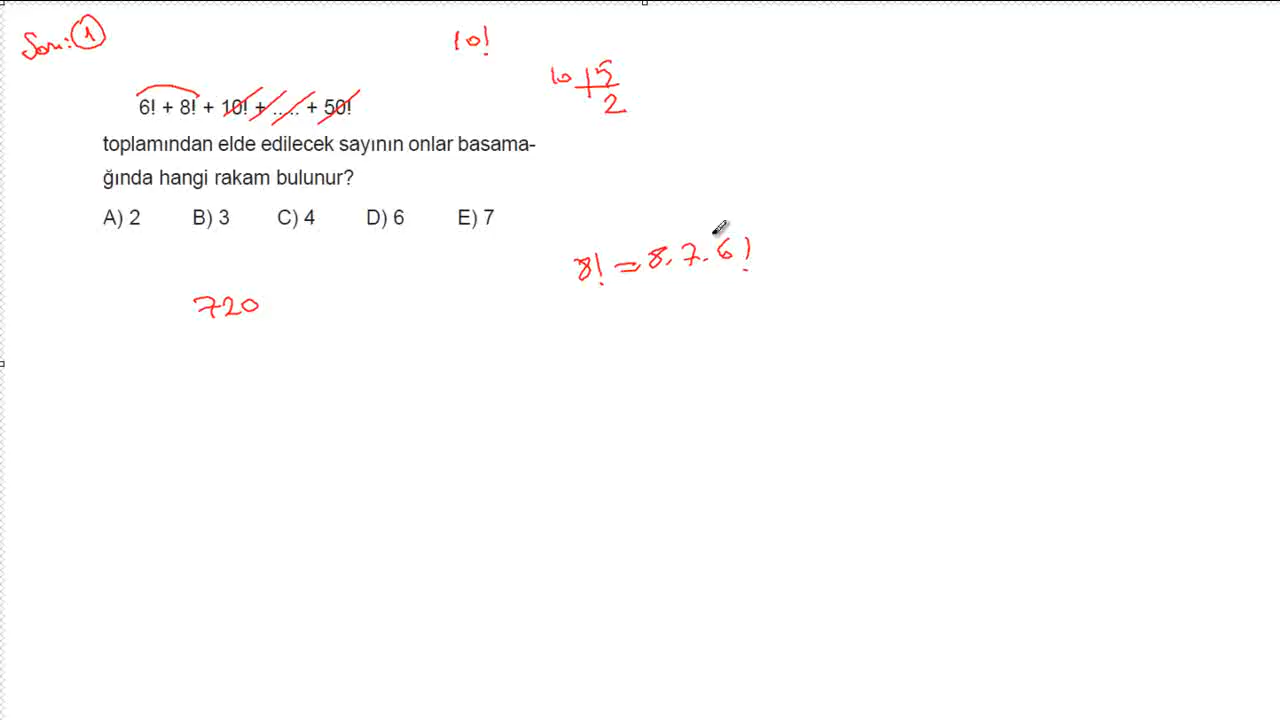 Soru: 1
10!
10 | 5
2
6! + 8! + 10! + ..... + 50!
toplamından elde edilecek sayının onlar basama-
ğında hangi rakam bulunur?
A) 2 B) 3 C) 4 D) 6 E) 7
8! = 8.7.6!
720